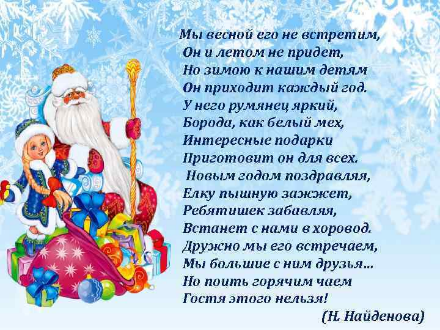 Мы весной его не встретим,
Он и летом не придет,
Но зимою к нашим детям
Он приходит каждый год.
У него румянец яркий,
Борода, как белый мех,
Интересные подарки
Приготовит он для всех.
Новым годом поздравляя,
Елку пышную зажжет,
Ребятишек забавляя,
Встанет с нами в хоровод.
Дружно мы его встречаем,
Мы большие с ним друзья...
Но поить горячим чаем
Гостя этого нельзя!
(Н. Найденова)